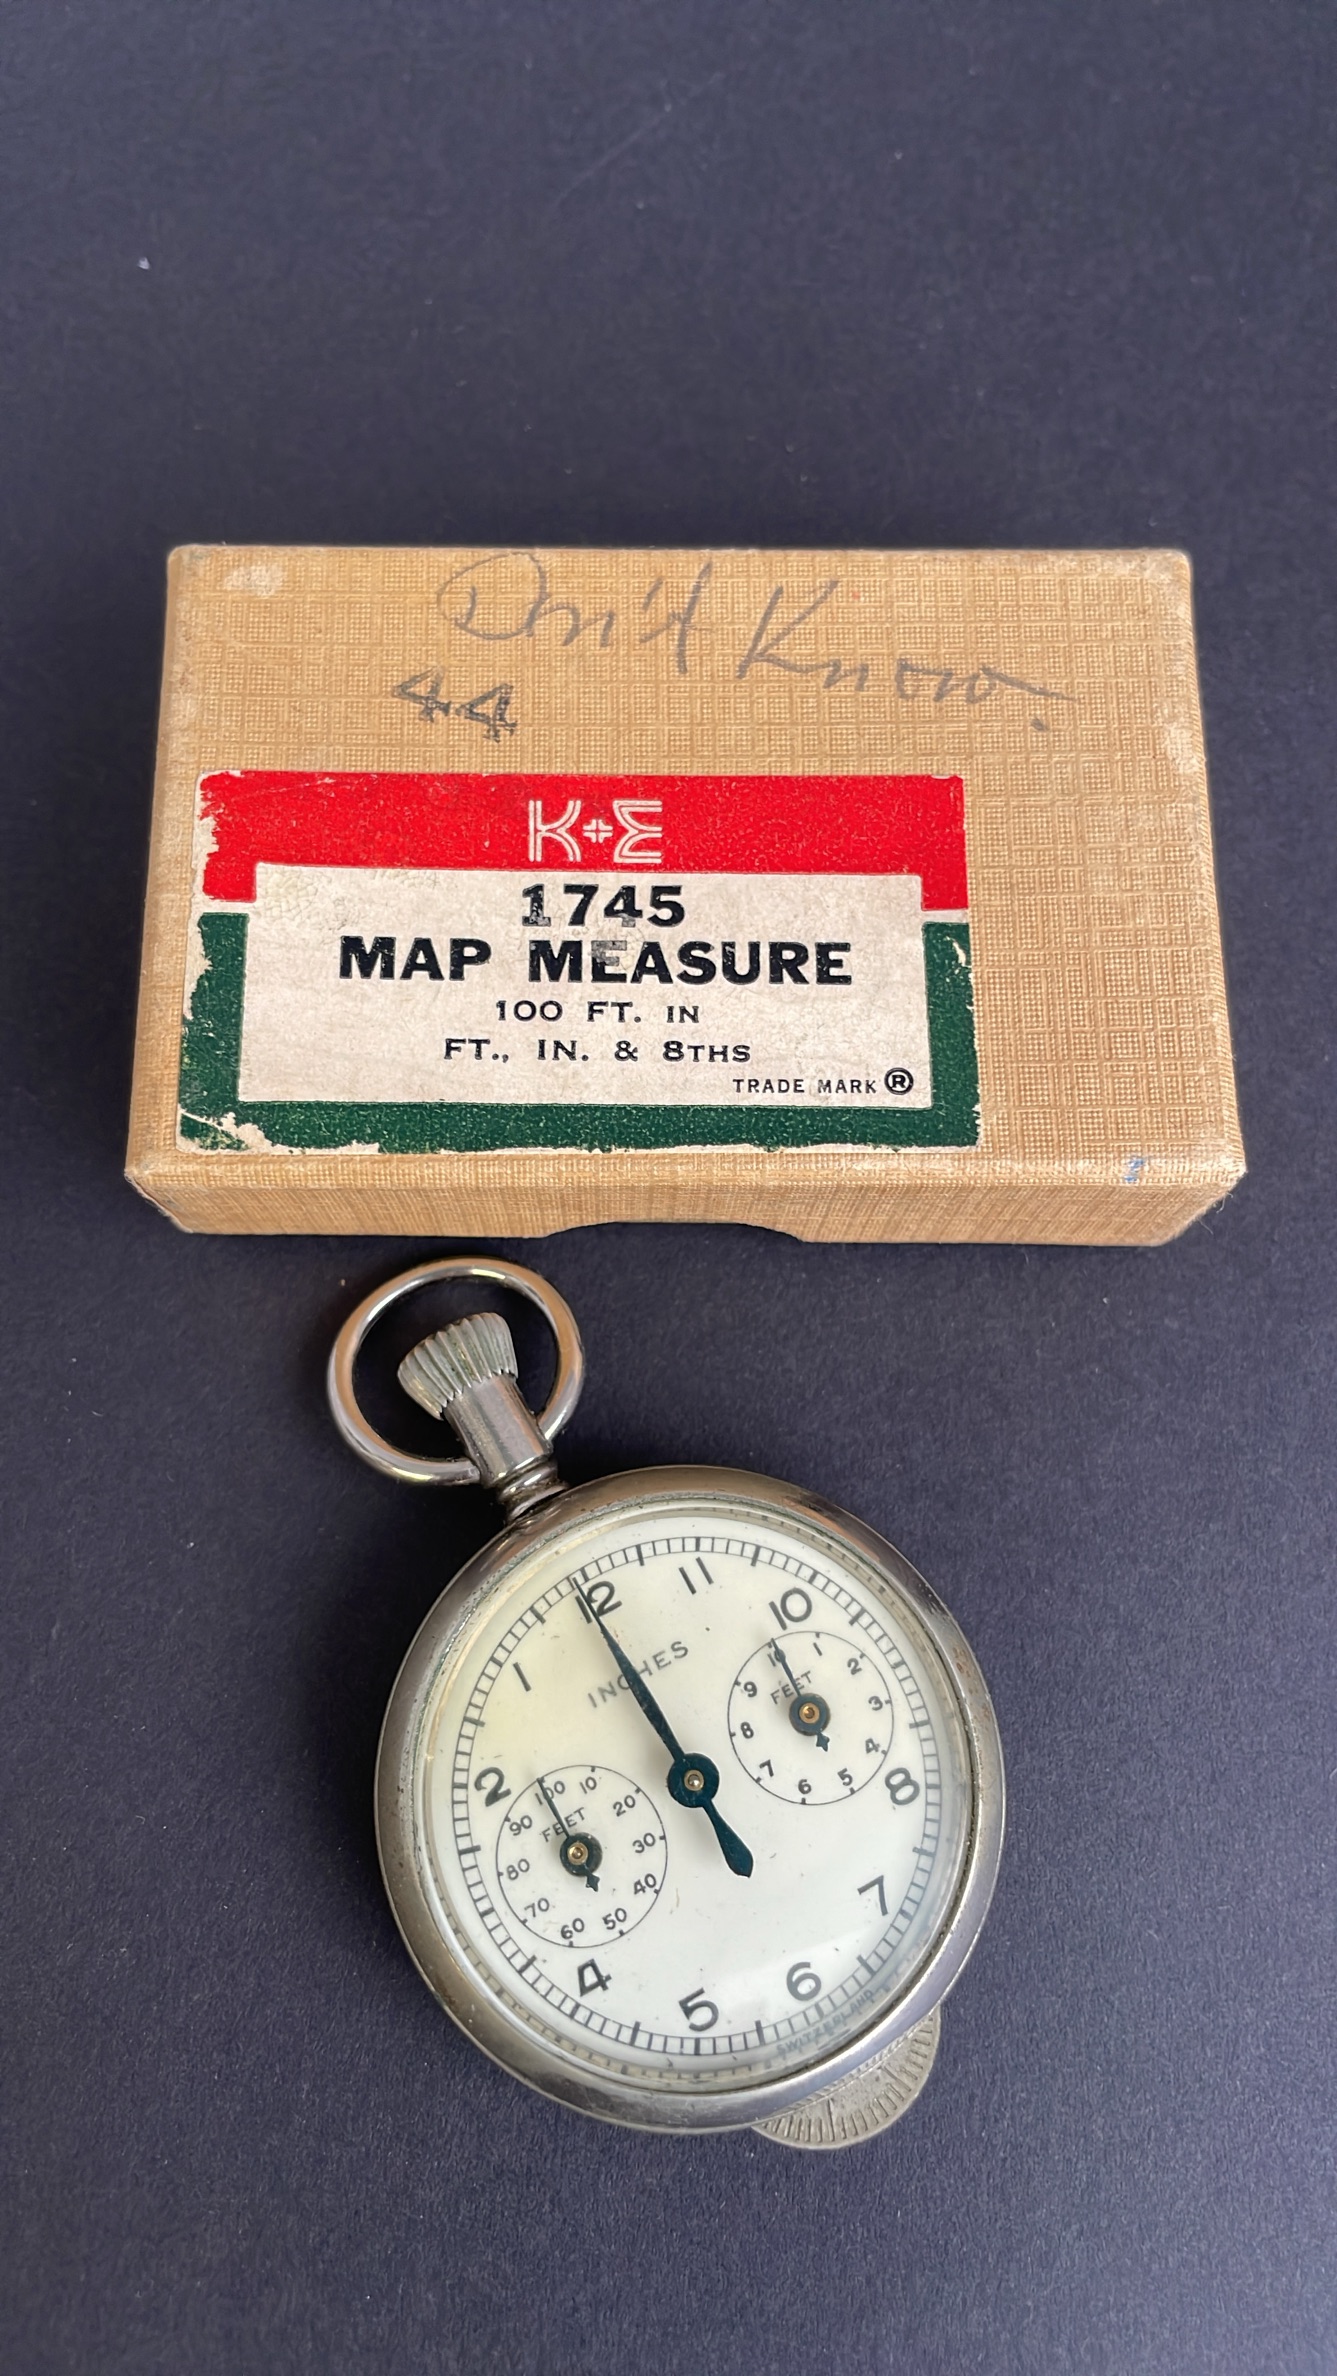 Don't Know.
44
K+E
1745
MAP MEASURE
100 FT. IN
FT., IN. & 8THS
TRADE MARK ®
12
11
10
8
7
6
5
4
2
1
INCHES
10 1 2 3 4 5 6 7 8 9
FEET
100 10 20 30 40 50 60 70 80 90
FEET
SWITZERLAND